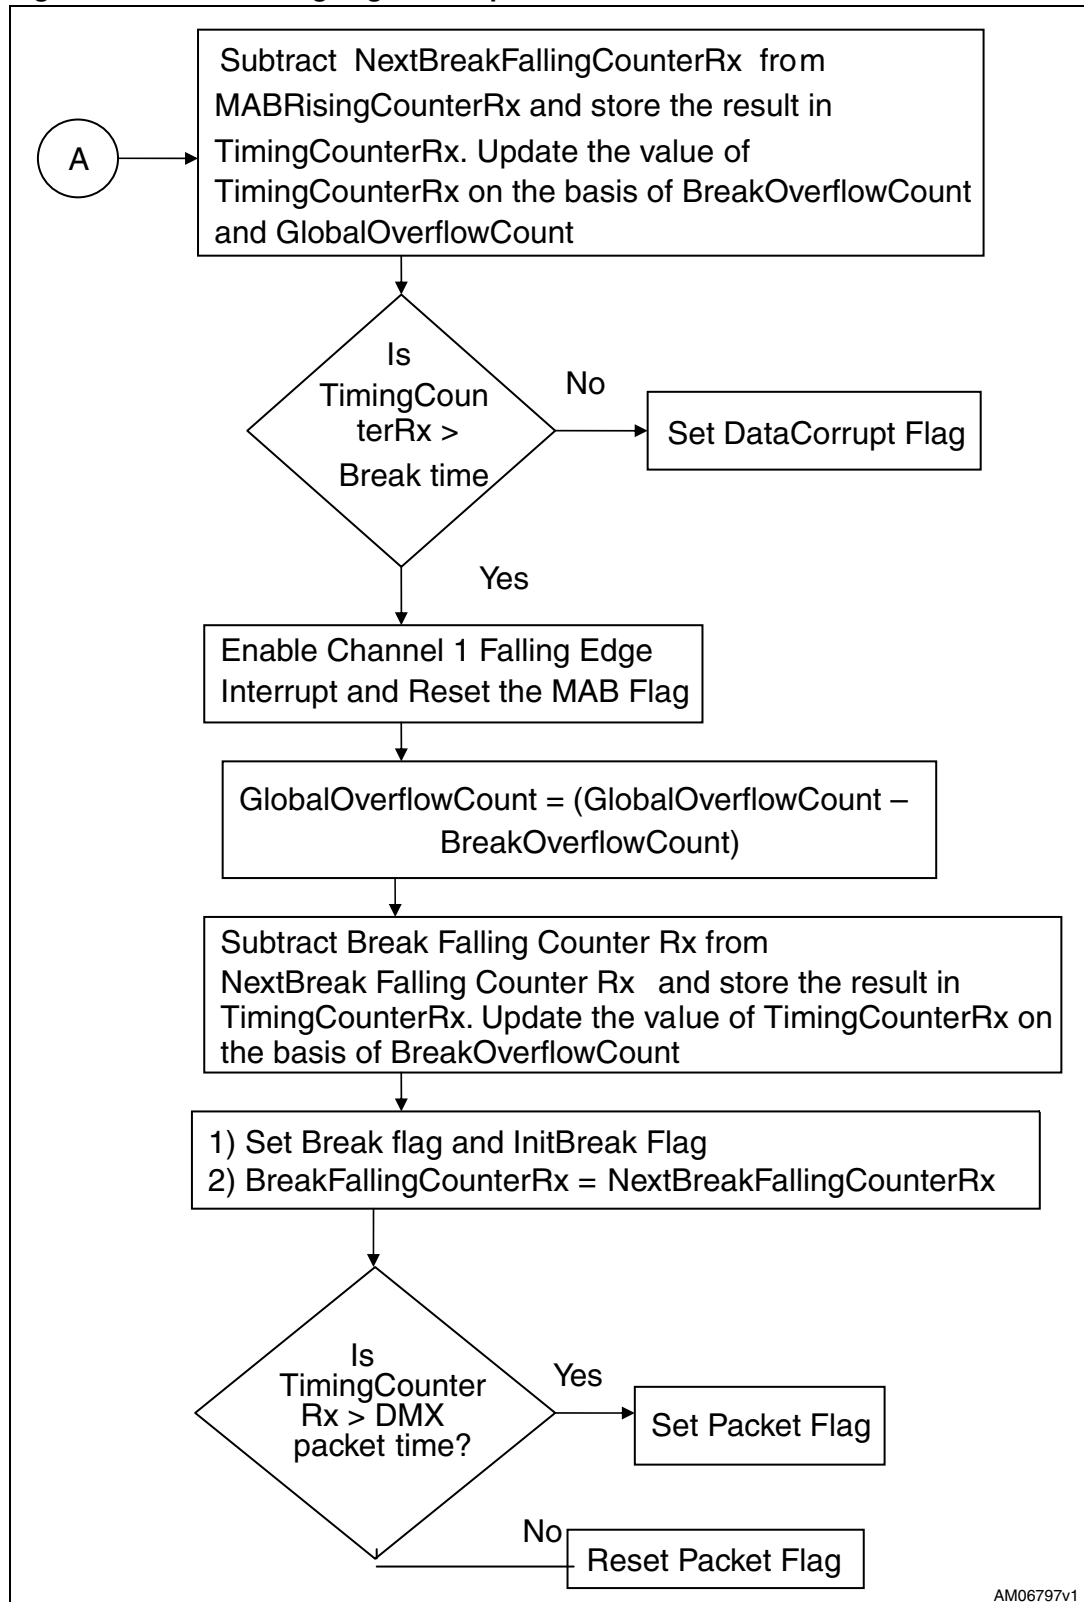 Subtract NextBreakFallingCounterRx from
MABRisingCounterRx and store the result in
A
TimingCounterRx. Update the value of
TimingCounterRx on the basis of BreakOverflowCount
and GlobalOverflowCount
Is
TimingCoun
terRx >
Break time
No
Set DataCorrupt Flag
Yes
Enable Channel 1 Falling Edge
Interrupt and Reset the MAB Flag
GlobalOverflowCount = (GlobalOverflowCount –
BreakOverflowCount)
Subtract Break Falling Counter Rx from
NextBreak Falling Counter Rx and store the result in
TimingCounterRx. Update the value of TimingCounterRx on
the basis of BreakOverflowCount
1) Set Break flag and InitBreak Flag
2) BreakFallingCounterRx = NextBreakFallingCounterRx
Is
TimingCounter
Rx > DMX
packet time?
Yes
Set Packet Flag
No
Reset Packet Flag
AM06797v1